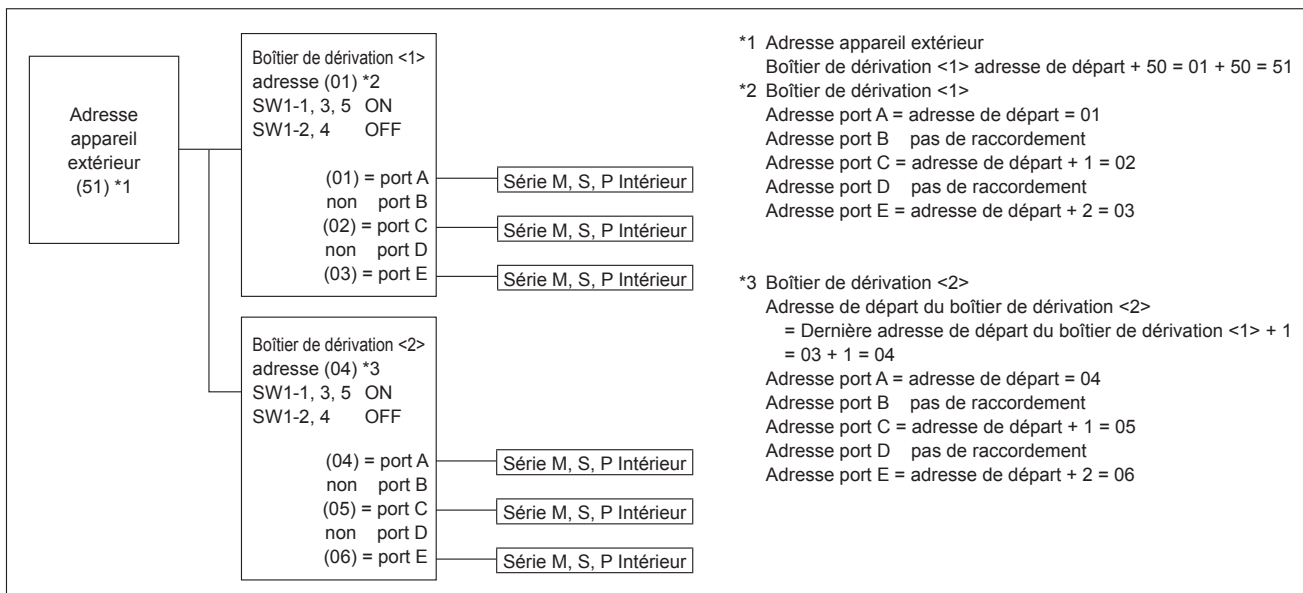 Adresse
appareil
extérieur
(51) *1
Boîtier de dérivation <1>
adresse (01) *2
SW1-1, 3, 5 ON
SW1-2, 4 OFF
(01) = port A
non port B
(02) = port C
non port D
(03) = port E
Série M, S, P Intérieur
Série M, S, P Intérieur
Série M, S, P Intérieur
Boîtier de dérivation <2>
adresse (04) *3
SW1-1, 3, 5 ON
SW1-2, 4 OFF
(04) = port A
non port B
(05) = port C
non port D
(06) = port E
Série M, S, P Intérieur
Série M, S, P Intérieur
Série M, S, P Intérieur
*1 Adresse appareil extérieur
Boîtier de dérivation <1> adresse de départ + 50 = 01 + 50 = 51
*2 Boîtier de dérivation <1>
Adresse port A = adresse de départ = 01
Adresse port B pas de raccordement
Adresse port C = adresse de départ + 1 = 02
Adresse port D pas de raccordement
Adresse port E = adresse de départ + 2 = 03
*3 Boîtier de dérivation <2>
Adresse de départ du boîtier de dérivation <2>
= Dernière adresse de départ du boîtier de dérivation <1> + 1
= 03 + 1 = 04
Adresse port A = adresse de départ = 04
Adresse port B pas de raccordement
Adresse port C = adresse de départ + 1 = 05
Adresse port D pas de raccordement
Adresse port E = adresse de départ + 2 = 06